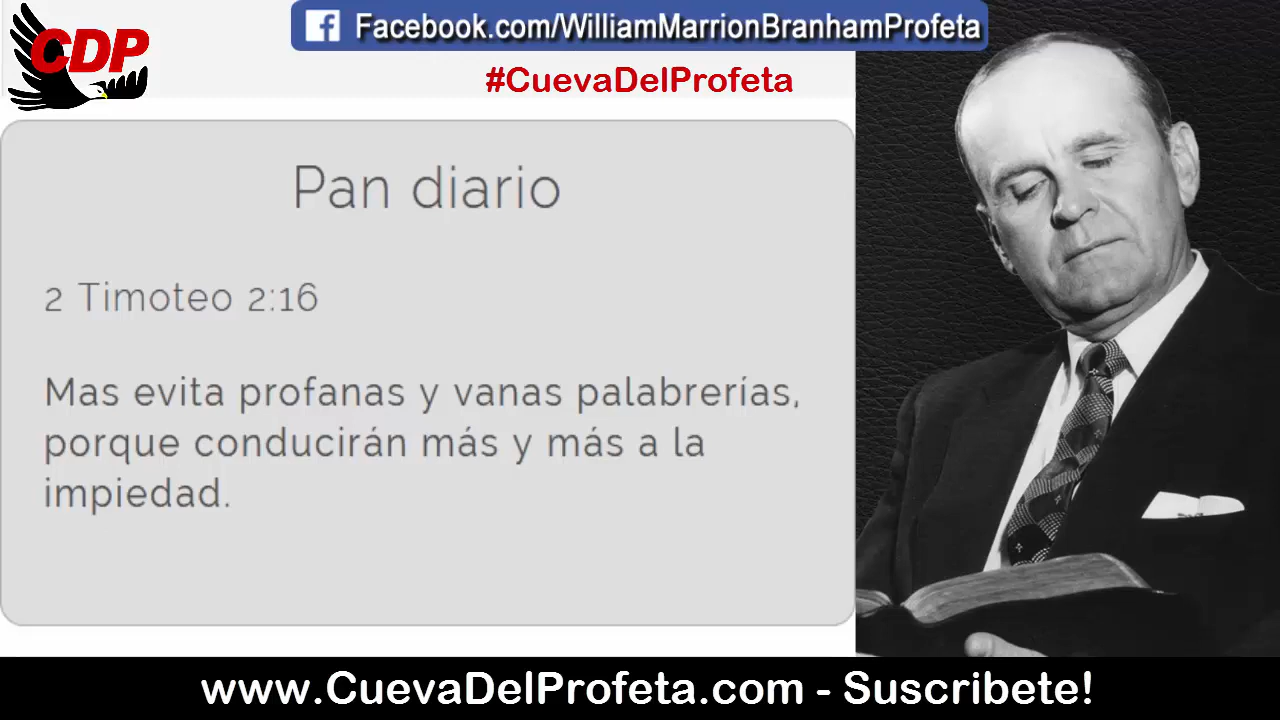 CDP
Facebook.com/WilliamMarrionBranhamProfeta
#CuevaDelProfeta
Pan diario
2 Timoteo 2:16
Mas evita profanas y vanas palabrerías,
porque conducirán más y más a la
impiedad.
www.CuevaDelProfeta.com - Suscribete!